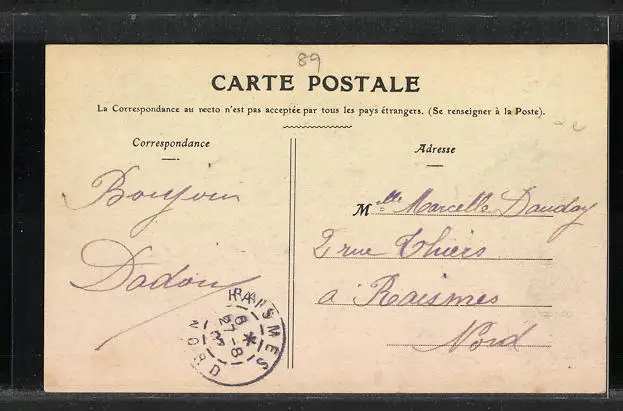 89
CARTE POSTALE
La Correspondance au recto n'est pas acceptée par tous les pays étrangers. (Se renseigner à la Poste).
Correspondance
Adresse
Bonjour
Dadou
Mlle Marcelle Dauday
2 rue Thiers
a Raismes
Nord
RAISMES
NORD